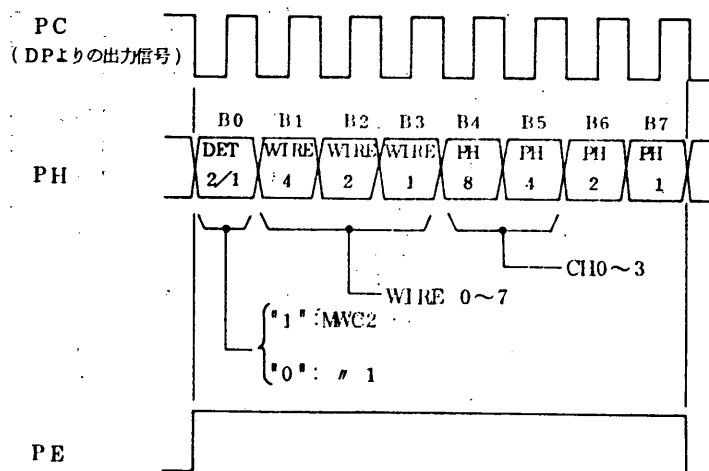 PC
(DPよりの出力信号)
B0 B1 B2 B3 B4 B5 B6 B7
PH
DET WIRE WIRE WIRE PH PH PH PH
2/1 4 2 1 8 4 2 1
CH0～3
WIRE 0～7
"1":MWC2
"0": 〃 1
PE